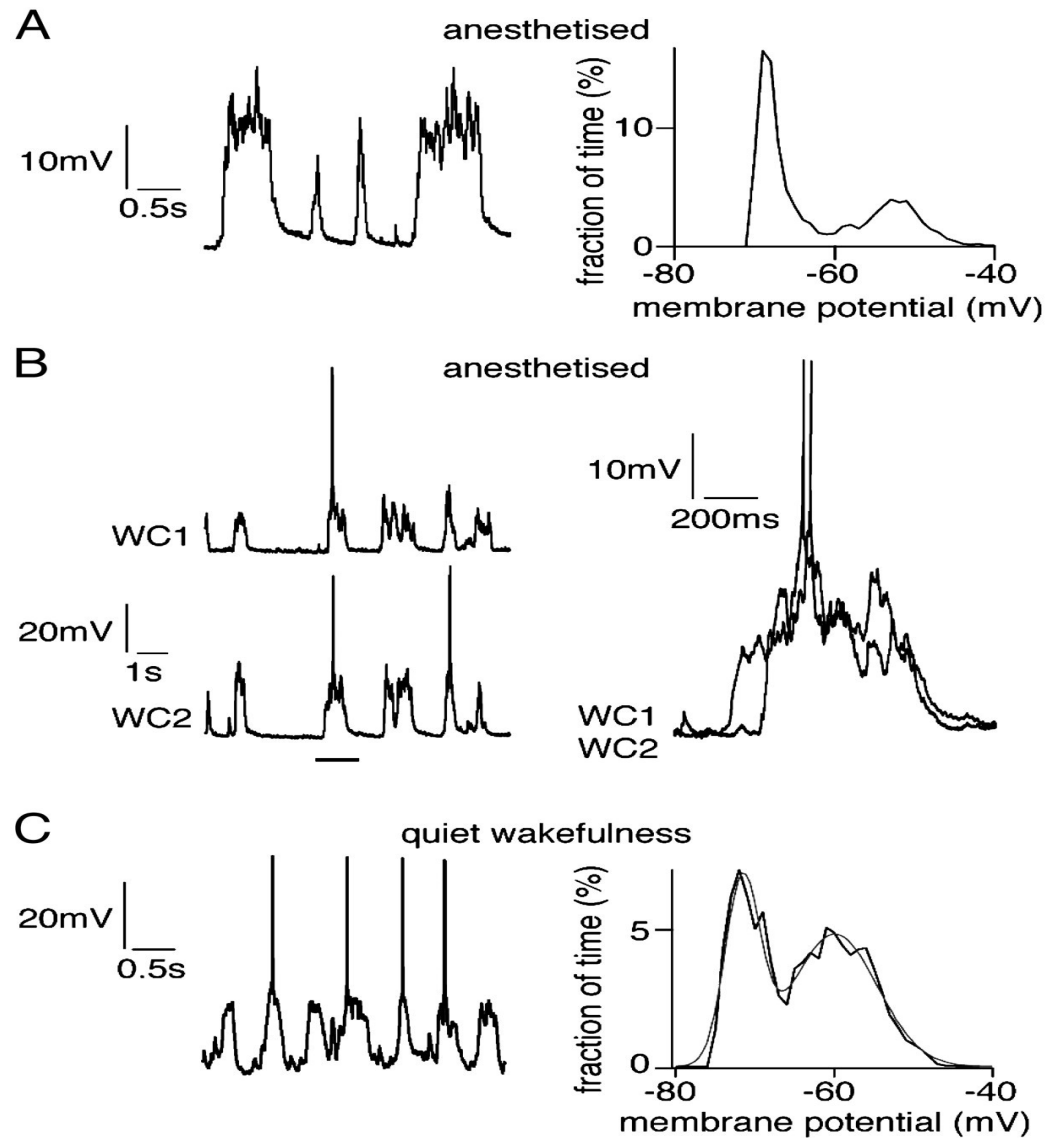 A
anesthetised
10mV
0.5s
fraction of time (%)
10
0
-80
-60
-40
membrane potential (mV)
B
anesthetised
WC1
20mV
1s
WC2
10mV
200ms
WC1
WC2
C
quiet wakefulness
20mV
0.5s
fraction of time (%)
5
0
-80
-60
-40
membrane potential (mV)